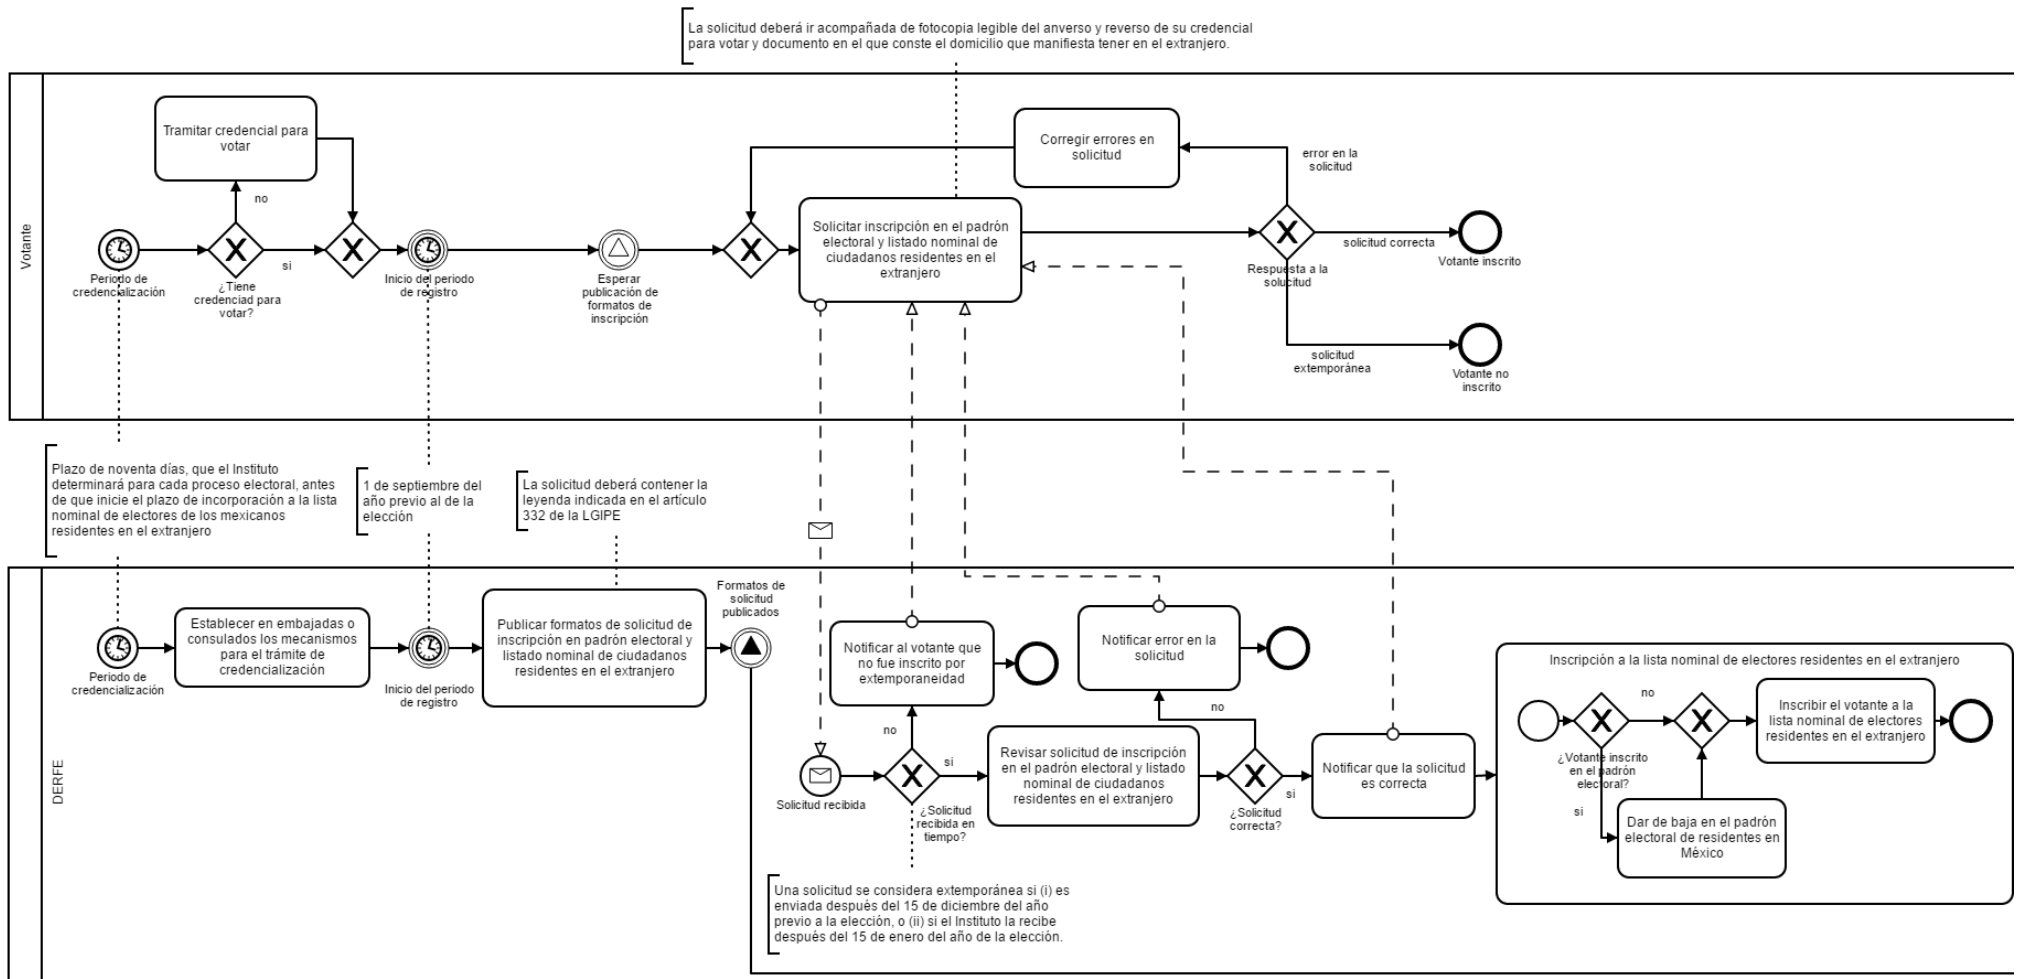 La solicitud deberá ir acompañada de fotocopia legible del anverso y reverso de su credencial
para votar y documento en el que conste el domicilio que manifiesta tener en el extranjero.
Votante
Tramitar credencial para
votar
no
si
Periodo de
credencialización
¿Tiene
credenciad para
votar?
Inicio del periodo
de registro
Esperar
publicación de
formatos de
inscripción
Solicitar inscripción en el padrón
electoral y listado nominal de
ciudadanos residentes en el
extranjero
Corregir errores en
solicitud
error en la
solicitud
Respuesta a la
solucitud
solicitud correcta
Votante inscrito
solicitud
extemporánea
Votante no
inscrito
Plazo de noventa días, que el Instituto
determinará para cada proceso electoral, antes
de que inicie el plazo de incorporación a la lista
nominal de electores de los mexicanos
residentes en el extranjero
1 de septiembre del
año previo al de la
elección
La solicitud deberá contener la
leyenda indicada en el artículo
332 de la LGIPE
DERFE
Periodo de
credencialización
Establecer en embajadas o
consulados los mecanismos
para el trámite de
credencialización
Inicio del periodo
de registro
Publicar formatos de solicitud de
inscripción en padrón electoral y
listado nominal de ciudadanos
residentes en el extranjero
Formatos de
solicitud
publicados
Solicitud recibida
Notificar al votante que
no fue inscrito por
extemporaneidad
no
si
¿Solicitud
recibida en
tiempo?
Revisar solicitud de inscripción
en el padrón electoral y listado
nominal de ciudadanos
residentes en el extranjero
Notificar error en la
solicitud
no
si
¿Solicitud
correcta?
Notificar que la solicitud
es correcta
Inscripción a la lista nominal de electores residentes en el extranjero
¿Votante inscrito
en el padrón
electoral?
no
si
Dar de baja en el padrón
electoral de residentes en
México
Inscribir el votante a la
lista nominal de electores
residentes en el extranjero
Una solicitud se considera extemporánea si (i) es
enviada después del 15 de diciembre del año
previo a la elección, o (ii) si el Instituto la recibe
después del 15 de enero del año de la elección.